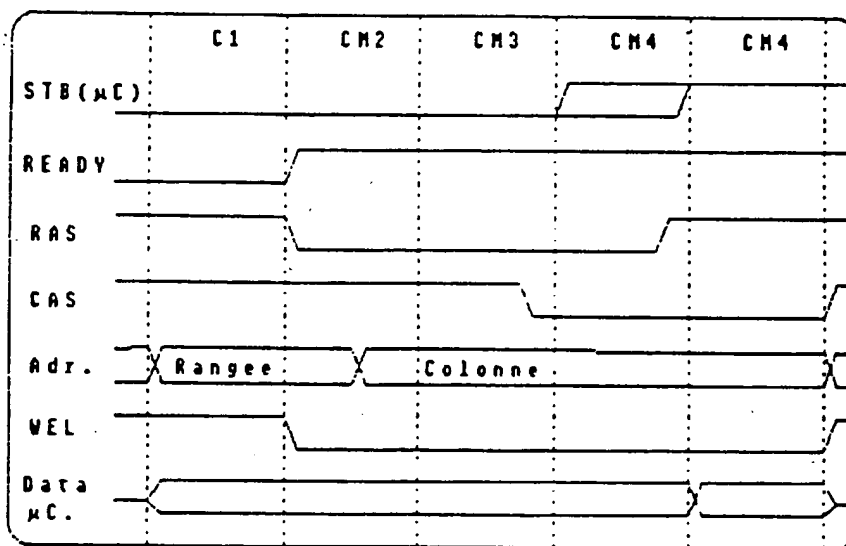 C1 CM2 CM3 CM4 CM4
STB(µC)
READY
RAS
CAS
Adr. Rangee Colonne
WEL
Data
µC.